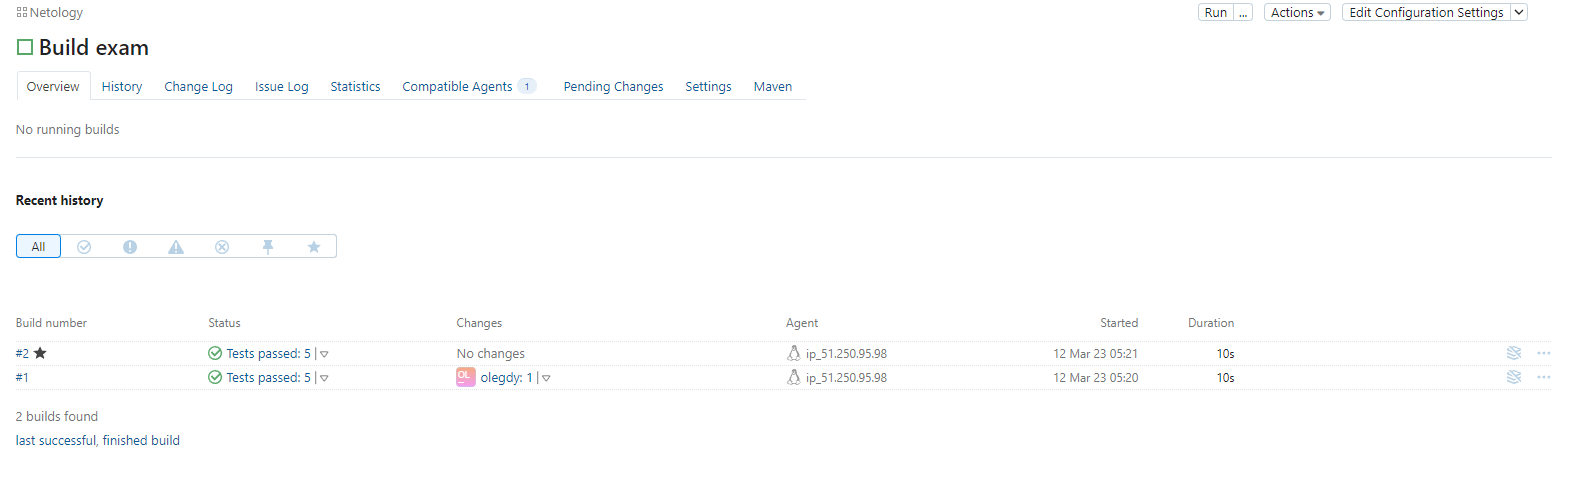 Netology
Run ... Actions Edit Configuration Settings
Build exam
Overview History Change Log Issue Log Statistics Compatible Agents 1 Pending Changes Settings Maven
No running builds
Recent history
All
Build number Status Changes Agent Started Duration
#2 Tests passed: 5 | No changes ip_51.250.95.98 12 Mar 23 05:21 10s
#1 Tests passed: 5 | OL olegdy: 1 | ip_51.250.95.98 12 Mar 23 05:20 10s
2 builds found
last successful, finished build